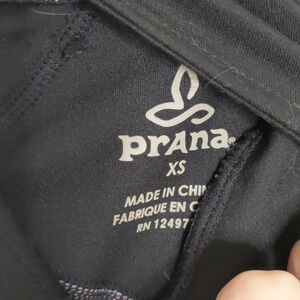 prAna
XS
MADE IN CHIN
FABRIQUE EN C
RN 12497